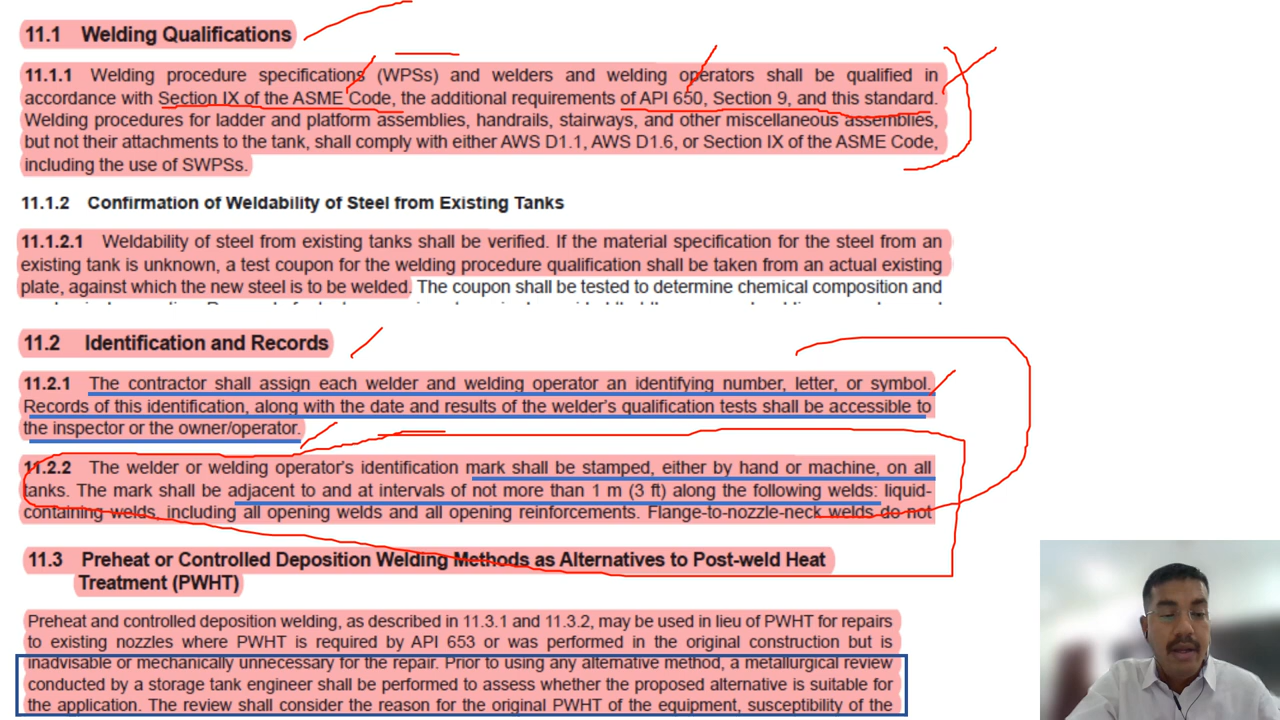 11.1 Welding Qualifications
11.1.1 Welding procedure specifications (WPSs) and welders and welding operators shall be qualified in
accordance with Section IX of the ASME Code, the additional requirements of API 650, Section 9, and this standard.
Welding procedures for ladder and platform assemblies, handrails, stairways, and other miscellaneous assemblies,
but not their attachments to the tank, shall comply with either AWS D1.1, AWS D1.6, or Section IX of the ASME Code,
including the use of SWPSs.
11.1.2 Confirmation of Weldability of Steel from Existing Tanks
11.1.2.1 Weldability of steel from existing tanks shall be verified. If the material specification for the steel from an
existing tank is unknown, a test coupon for the welding procedure qualification shall be taken from an actual existing
plate, against which the new steel is to be welded. The coupon shall be tested to determine chemical composition and
11.2 Identification and Records
11.2.1 The contractor shall assign each welder and welding operator an identifying number, letter, or symbol.
Records of this identification, along with the date and results of the welder's qualification tests shall be accessible to
the inspector or the owner/operator.
11.2.2 The welder or welding operator's identification mark shall be stamped, either by hand or machine, on all
tanks. The mark shall be adjacent to and at intervals of not more than 1 m (3 ft) along the following welds: liquid-
containing welds, including all opening welds and all opening reinforcements. Flange-to-nozzle-neck welds do not
11.3 Preheat or Controlled Deposition Welding Methods as Alternatives to Post-weld Heat
Treatment (PWHT)
Preheat and controlled deposition welding, as described in 11.3.1 and 11.3.2, may be used in lieu of PWHT for repairs
to existing nozzles where PWHT is required by API 653 or was performed in the original construction but is
inadvisable or mechanically unnecessary for the repair. Prior to using any alternative method, a metallurgical review
conducted by a storage tank engineer shall be performed to assess whether the proposed alternative is suitable for
the application. The review shall consider the reason for the original PWHT of the equipment, susceptibility of the